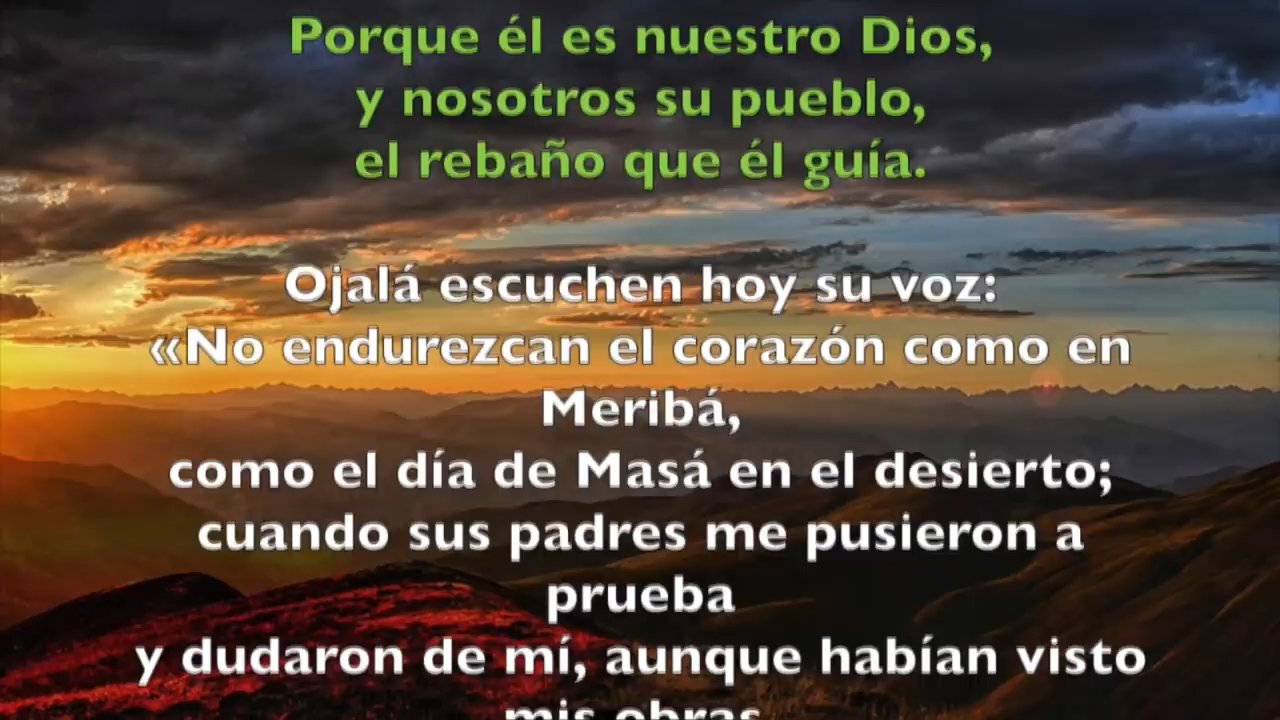 Porque él es nuestro Dios,
y nosotros su pueblo,
el rebaño que él guía.
Ojalá escuchen hoy su voz:
«No endurezcan el corazón como en
Meribá,
como el día de Masá en el desierto;
cuando sus padres me pusieron a
prueba
y dudaron de mí, aunque habían visto
mis obras